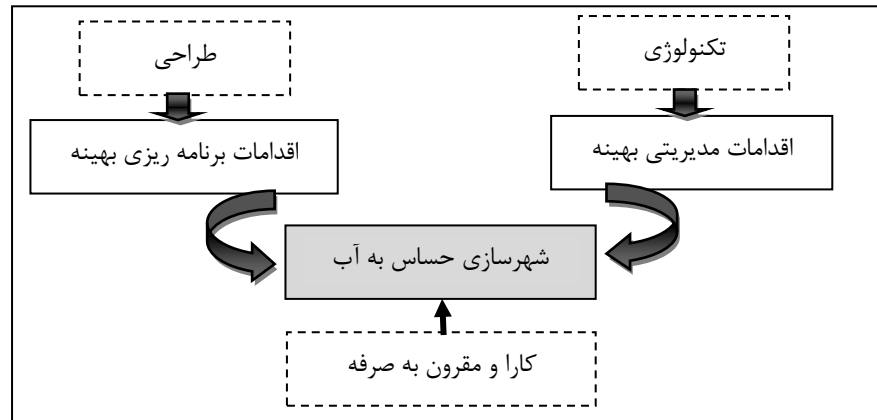 تکنولوژی
طراحی
اقدامات مدیریتی بهینه
اقدامات برنامه ریزی بهینه
شهرسازی حساس به آب
کارا و مقرون به صرفه